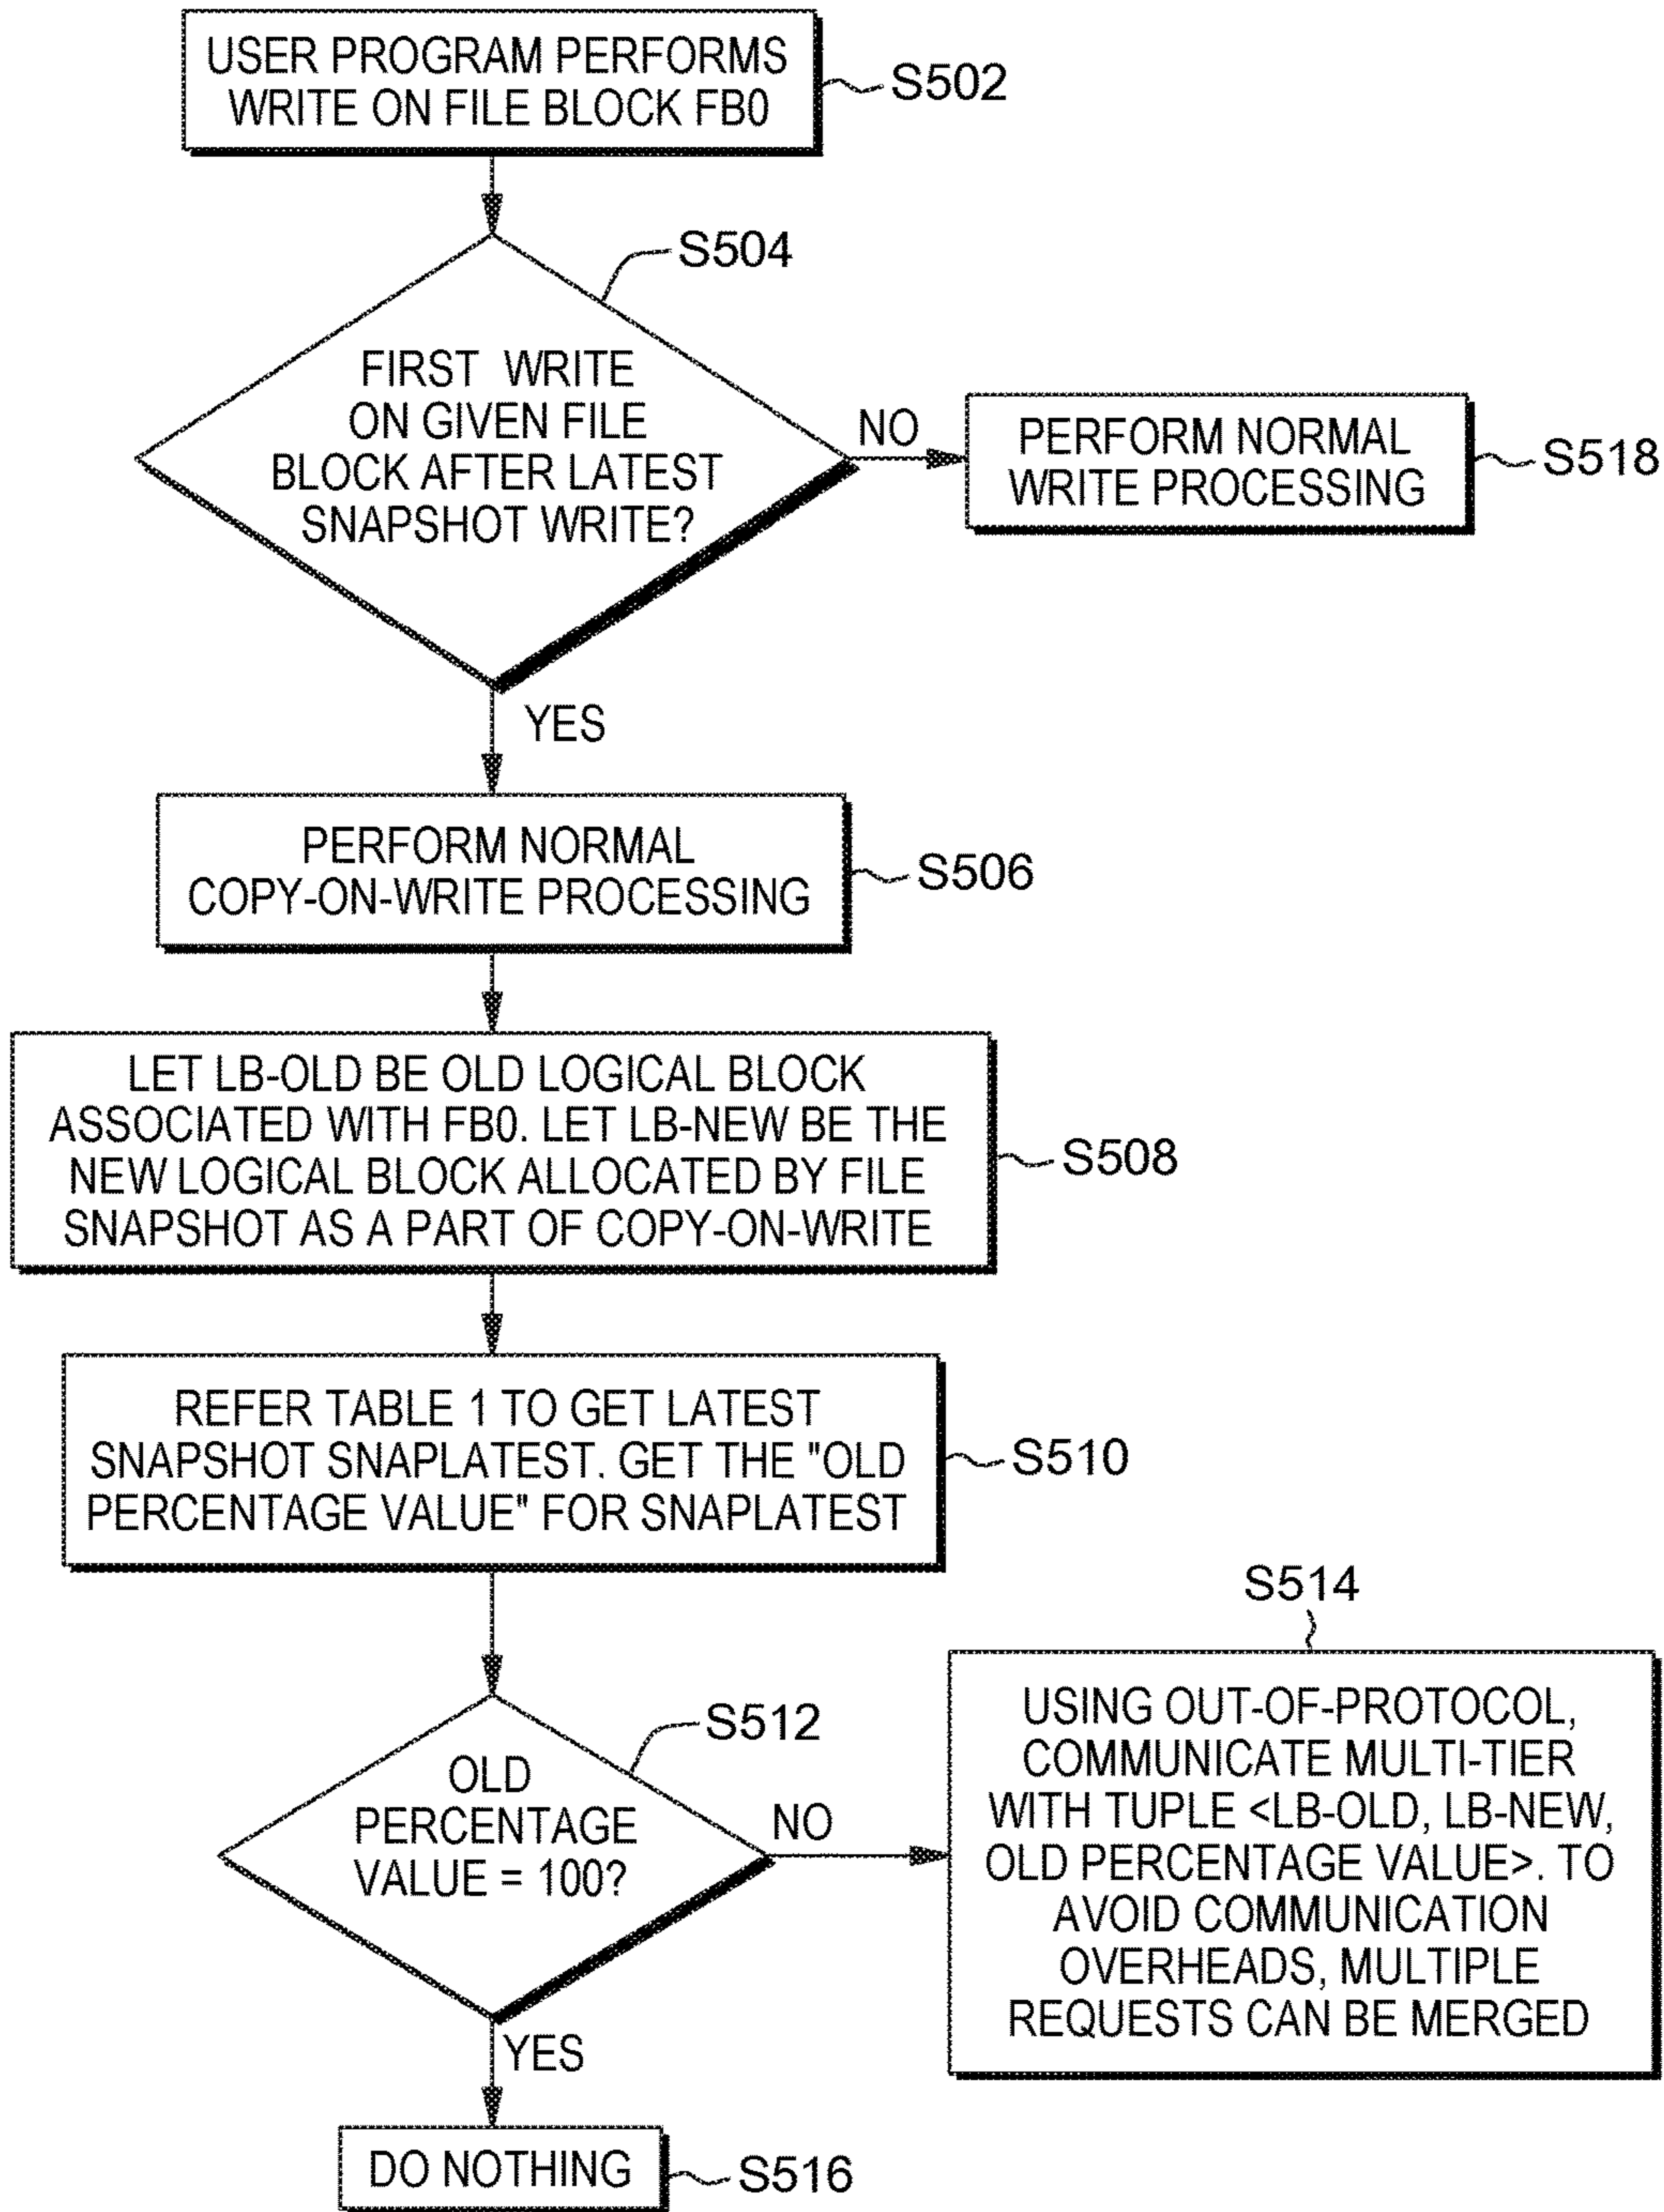 USER PROGRAM PERFORMS
WRITE ON FILE BLOCK FB0
S502
S504
FIRST WRITE
ON GIVEN FILE
BLOCK AFTER LATEST
SNAPSHOT WRITE?
NO
PERFORM NORMAL
WRITE PROCESSING
S518
YES
PERFORM NORMAL
COPY-ON-WRITE PROCESSING
S506
LET LB-OLD BE OLD LOGICAL BLOCK
ASSOCIATED WITH FB0. LET LB-NEW BE THE
NEW LOGICAL BLOCK ALLOCATED BY FILE
SNAPSHOT AS A PART OF COPY-ON-WRITE
S508
REFER TABLE 1 TO GET LATEST
SNAPSHOT SNAPLATEST. GET THE "OLD
PERCENTAGE VALUE" FOR SNAPLATEST
S510
S512
OLD
PERCENTAGE
VALUE = 100?
NO
S514
USING OUT-OF-PROTOCOL,
COMMUNICATE MULTI-TIER
WITH TUPLE <LB-OLD, LB-NEW,
OLD PERCENTAGE VALUE>. TO
AVOID COMMUNICATION
OVERHEADS, MULTIPLE
REQUESTS CAN BE MERGED
YES
DO NOTHING
S516